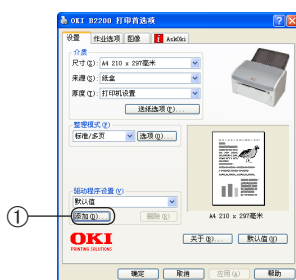 OKI B2200 打印首选项
设置 作业选项 图像 AskOki
介质
尺寸(Z): A4 210 x 297毫米
来源(S): 纸盒
厚度(T): 打印机设置
送纸选项(P)...
整理模式(2)
标准/多页 选项(O)...
驱动程序设置(V)
默认值
① 添加(D)... 删除(R)
A4 210 x 297毫米
OKI
PRINTING SOLUTIONS
关于(B)... 默认值(U)
确定 取消 应用(A) 帮助